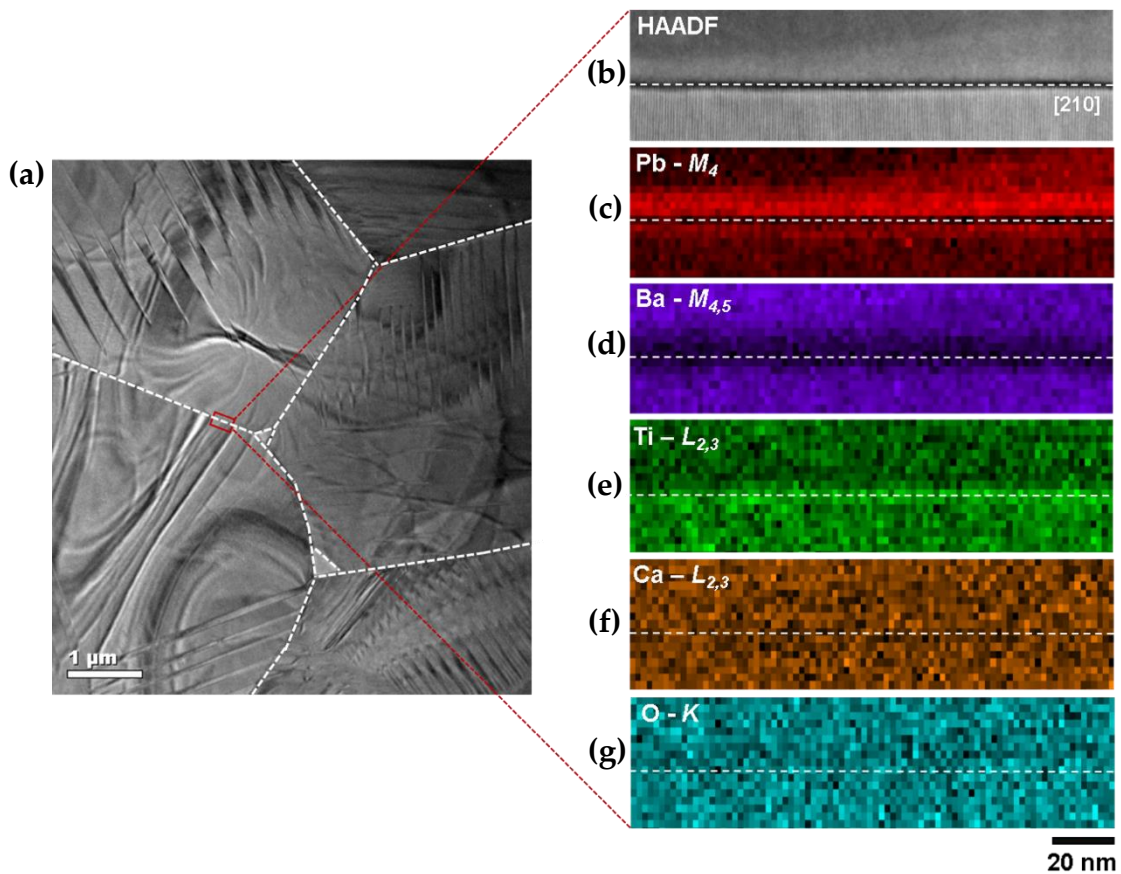 (a)
1 μm
(b)
HAADF
[210]
(c)
Pb - M4
(d)
Ba - M4,5
(e)
Ti – L2,3
(f)
Ca – L2,3
(g)
O - K
20 nm